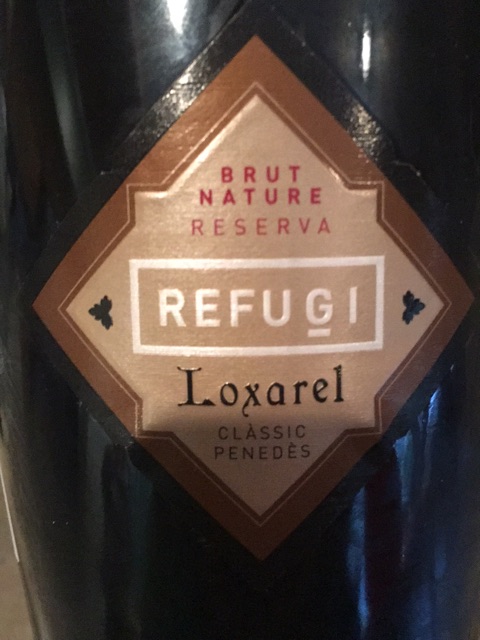 BRUT
NATURE
RESERVA
REFUGI
Loxarel
CLÀSSIC
PENEDÈS